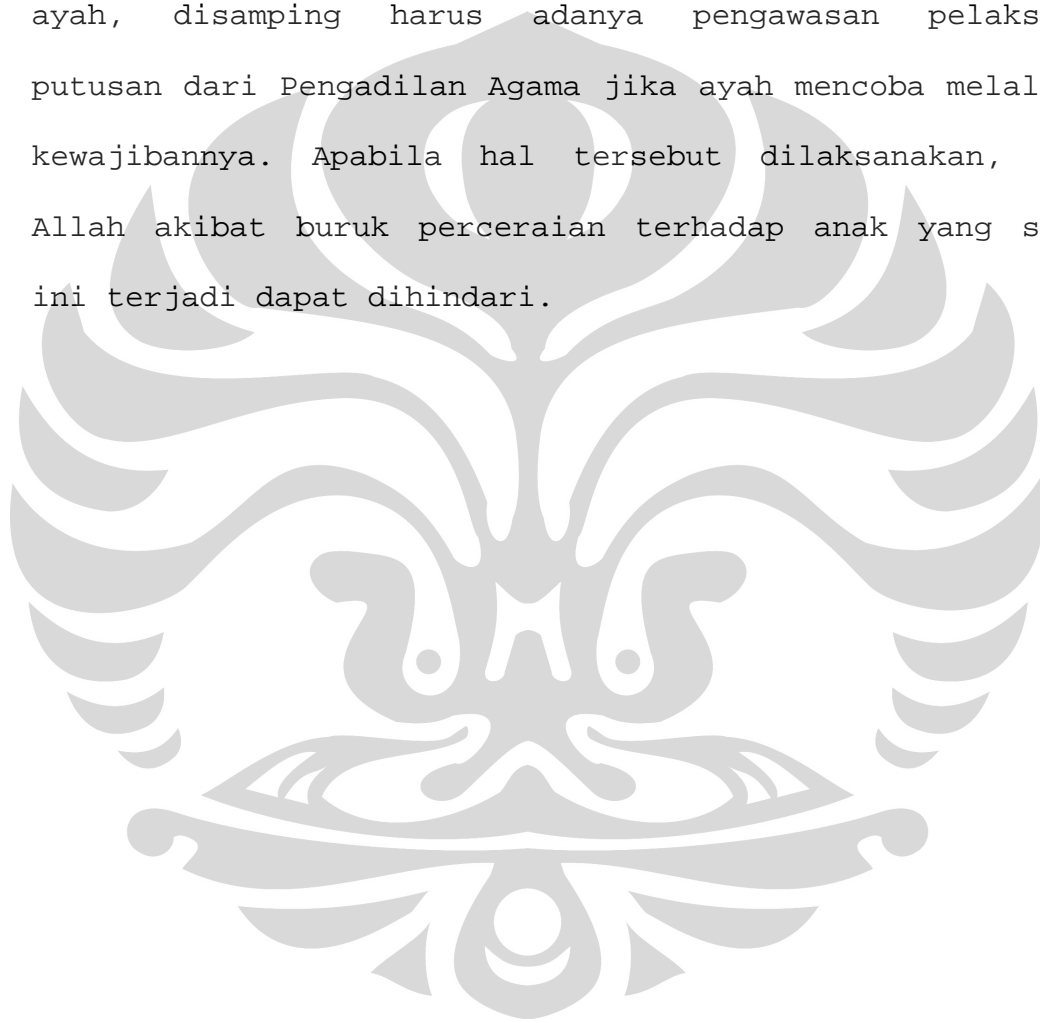 ayah, disamping harus adanya pengawasan pelaks
putusan dari Pengadilan Agama jika ayah mencoba melal
kewajibannya. Apabila hal tersebut dilaksanakan,
Allah akibat buruk perceraian terhadap anak yang s
ini terjadi dapat dihindari.